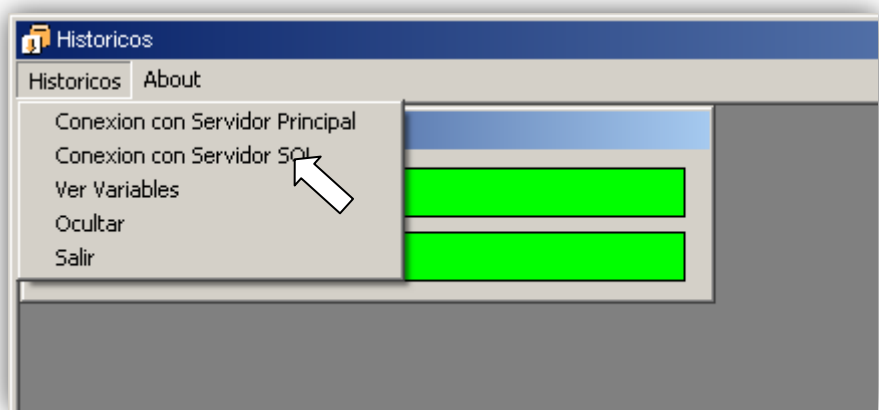 Historicos
Historicos About
Conexion con Servidor Principal
Conexion con Servidor SQL
Ver Variables
Ocultar
Salir